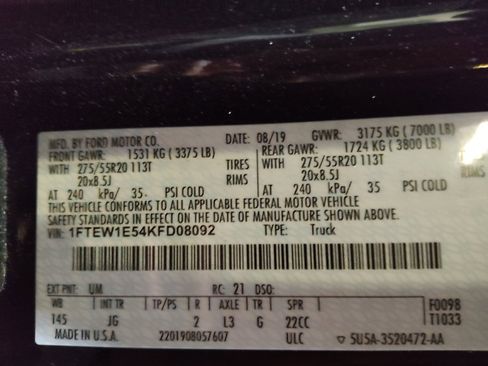 MFD. BY FORD MOTOR CO. DATE: 08/19 GVWR: 3175 KG ( 7000 LB)
FRONT GAWR: 1531 KG ( 3375 LB) REAR GAWR: 1724 KG ( 3800 LB)
WITH 275/55R20 113T TIRES WITH 275/55R20 113T
20x8.5J RIMS 20x8.5J
AT 240 kPa/ 35 PSI COLD AT 240 kPa/ 35 PSI COLD
THIS VEHICLE CONFORMS TO ALL APPLICABLE FEDERAL MOTOR VEHICLE
SAFETY STANDARDS IN EFFECT ON THE DATE OF MANUFACTURE SHOWN ABOVE.
VIN: 1FTEW1E54KFD08092 TYPE: Truck
EXT PNT: UM RC: 21 DSO:
WB INT TR TP/PS R AXLE TR SPR F0098
145 JG 2 L3 G 22CC T1033
MADE IN U.S.A. 2201908057607 ULC 5U5A-3520472-AA